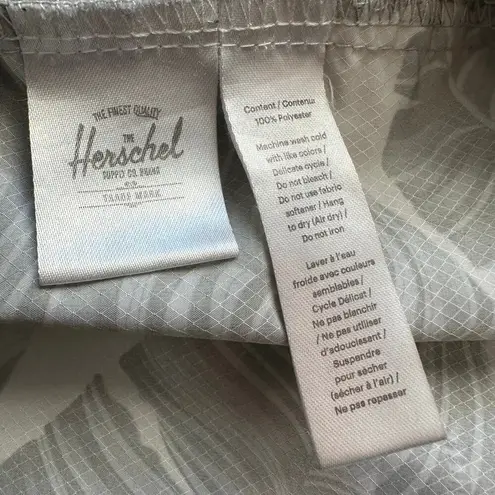 THE FINEST QUALITY
THE
Herschel
SUPPLY CO. BRAND
TRADE MARK
Content / Contenu
100% Polyester
Machine wash cold
with like colors /
Delicate cycle /
Do not bleach /
Do not use fabric
softener / Hang
to dry (Air dry) /
Do not iron
Laver à l'eau
froide avec couleurs
semblables /
Cycle Délicat /
Ne pas blanchir
/ Ne pas utiliser
d'adoucissant /
Suspendre
pour sécher
(sécher à l'air) /
Ne pas repasser